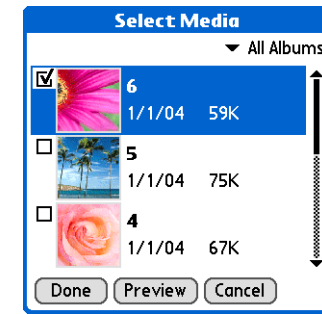 Select Media
All Albums
6
1/1/04 59K
5
1/1/04 75K
4
1/1/04 67K
Done Preview Cancel